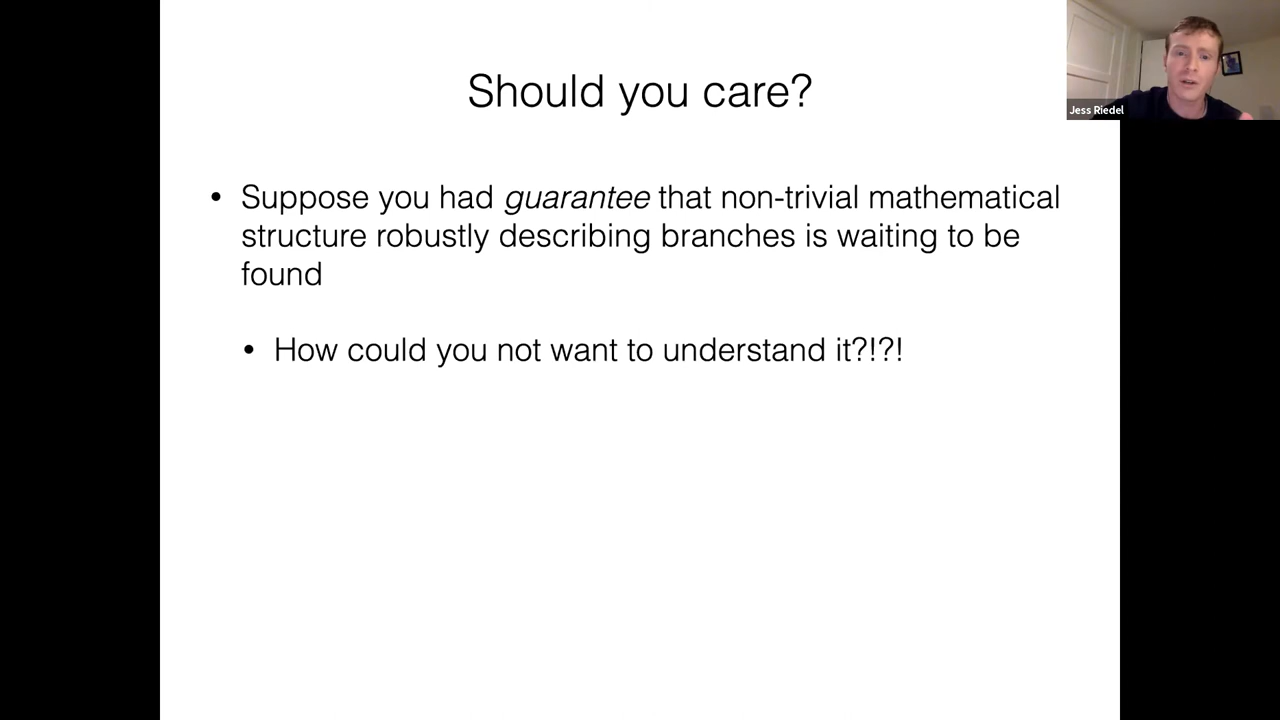 Should you care?
Jess Riedel
• Suppose you had guarantee that non-trivial mathematical
structure robustly describing branches is waiting to be
found
• How could you not want to understand it?!?!